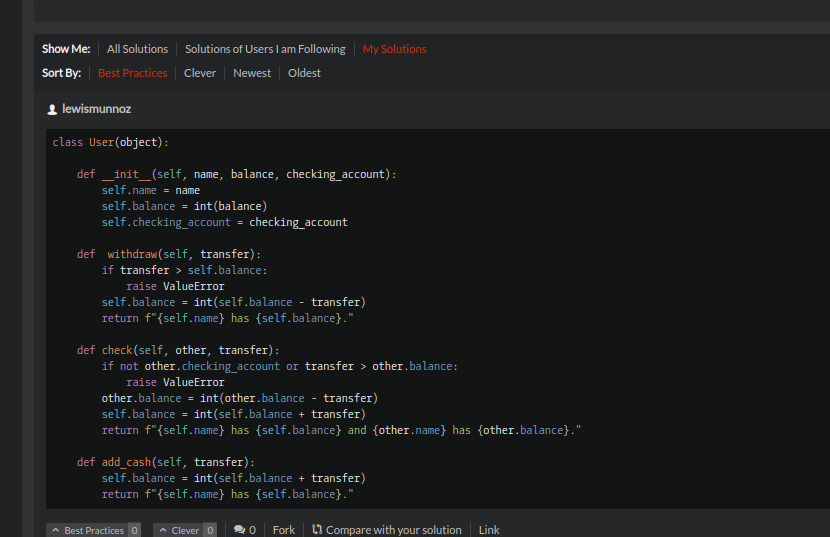 Show Me: All Solutions Solutions of Users I am Following My Solutions
Sort By: Best Practices Clever Newest Oldest
lewismunnoz
class User(object):
    def __init__(self, name, balance, checking_account):
        self.name = name
        self.balance = int(balance)
        self.checking_account = checking_account
    def  withdraw(self, transfer):
        if transfer > self.balance:
            raise ValueError
        self.balance = int(self.balance - transfer)
        return f"{self.name} has {self.balance}."
    def check(self, other, transfer):
        if not other.checking_account or transfer > other.balance:
            raise ValueError
        other.balance = int(other.balance - transfer)
        self.balance = int(self.balance + transfer)
        return f"{self.name} has {self.balance} and {other.name} has {other.balance}."
    def add_cash(self, transfer):
        self.balance = int(self.balance + transfer)
        return f"{self.name} has {self.balance}."
Best Practices 0 Clever 0 0 Fork Compare with your solution Link